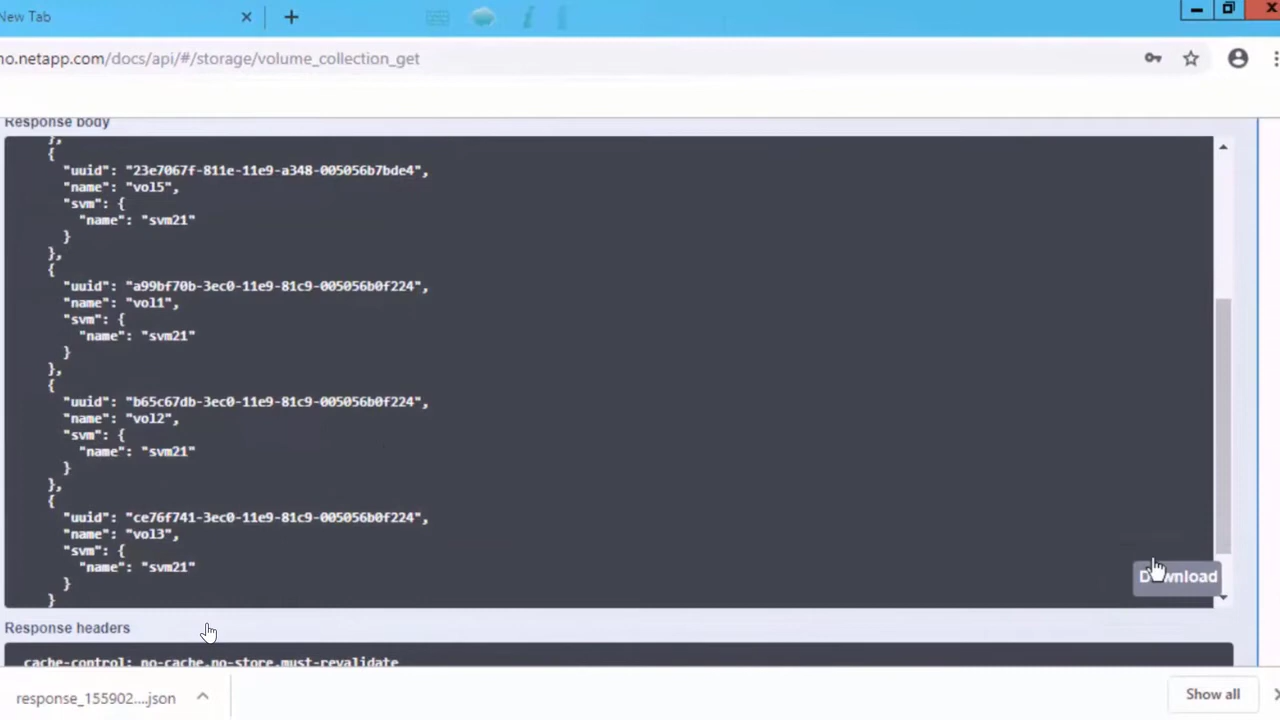 New Tab
no.netapp.com/docs/api/#/storage/volume_collection_get
Response body
},
{
"uuid": "23e7067f-811e-11e9-a348-005056b7bde4",
"name": "vol5",
"svm": {
"name": "svm21"
}
},
{
"uuid": "a99bf70b-3ec0-11e9-81c9-005056b0f224",
"name": "vol1",
"svm": {
"name": "svm21"
}
},
{
"uuid": "b65c67db-3ec0-11e9-81c9-005056b0f224",
"name": "vol2",
"svm": {
"name": "svm21"
}
},
{
"uuid": "ce76f741-3ec0-11e9-81c9-005056b0f224",
"name": "vol3",
"svm": {
"name": "svm21"
}
}
Download
Response headers
cache-control: no-cache,no-store,must-revalidate
response_155902....json
Show all